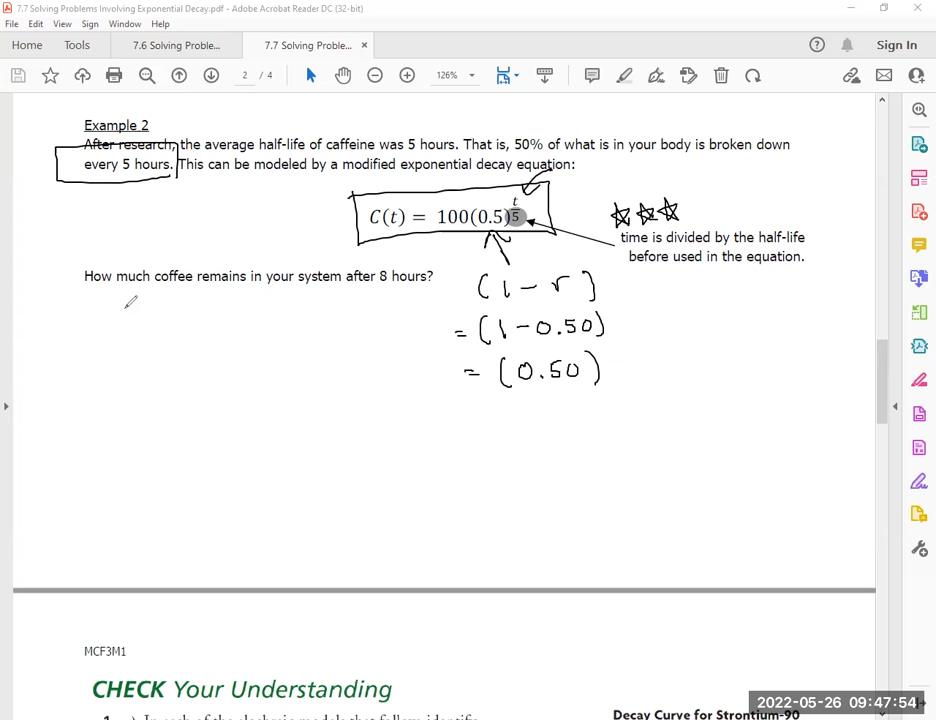 7.7 Solving Problems Involving Exponential Decay.pdf - Adobe Acrobat Reader DC (32-bit)
File Edit View Sign Window Help
Home Tools 7.6 Solving Proble... 7.7 Solving Proble... × Sign In
2 / 4 126%
Example 2
After research, the average half-life of caffeine was 5 hours. That is, 50% of what is in your body is broken down
every 5 hours. This can be modeled by a modified exponential decay equation:
C(t) = 100(0.5)^(t/5)
time is divided by the half-life
before used in the equation.
How much coffee remains in your system after 8 hours?
(1 - r)
= (1 - 0.50)
= (0.50)
MCF3M1
CHECK Your Understanding
Decay Curve for Strontium-90
2022-05-26 09:47:54